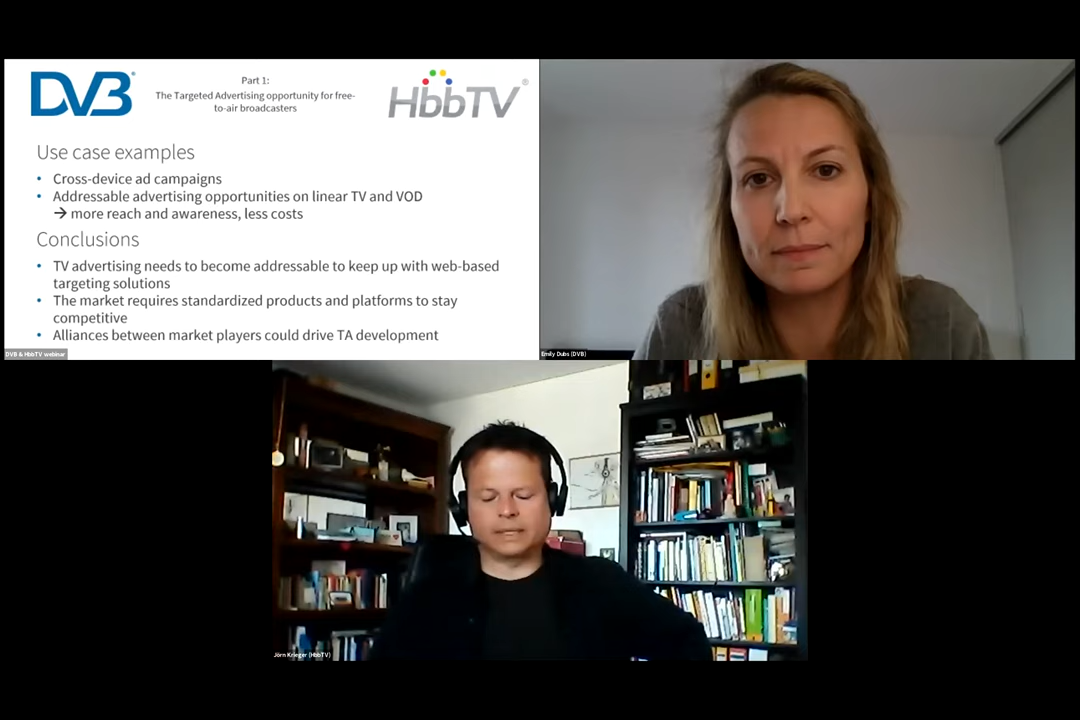 DVB®
Part 1:
The Targeted Advertising opportunity for free-
to-air broadcasters
HbbTV®
Use case examples
• Cross-device ad campaigns
• Addressable advertising opportunities on linear TV and VOD
→ more reach and awareness, less costs
Conclusions
• TV advertising needs to become addressable to keep up with web-based
targeting solutions
• The market requires standardized products and platforms to stay
competitive
• Alliances between market players could drive TA development
DVB & HbbTV webinar
Emily Dubs (DVB)
Jörn Krieger (HbbTV)